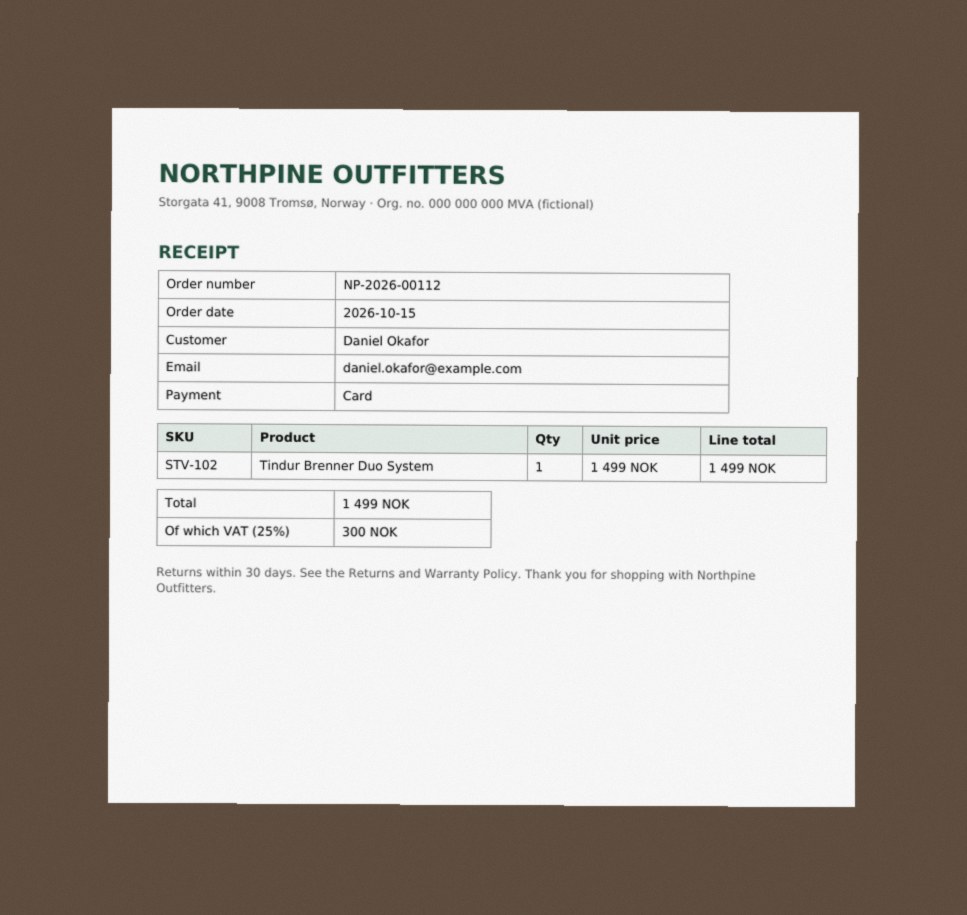 NORTHPINE OUTFITTERS
Storgata 41, 9008 Tromsø, Norway · Org. no. 000 000 000 MVA (fictional)
RECEIPT
Order number NP-2026-00112
Order date 2026-10-15
Customer Daniel Okafor
Email daniel.okafor@example.com
Payment Card
SKU Product Qty Unit price Line total
STV-102 Tindur Brenner Duo System 1 1 499 NOK 1 499 NOK
Total 1 499 NOK
Of which VAT (25%) 300 NOK
Returns within 30 days. See the Returns and Warranty Policy. Thank you for shopping with Northpine
Outfitters.